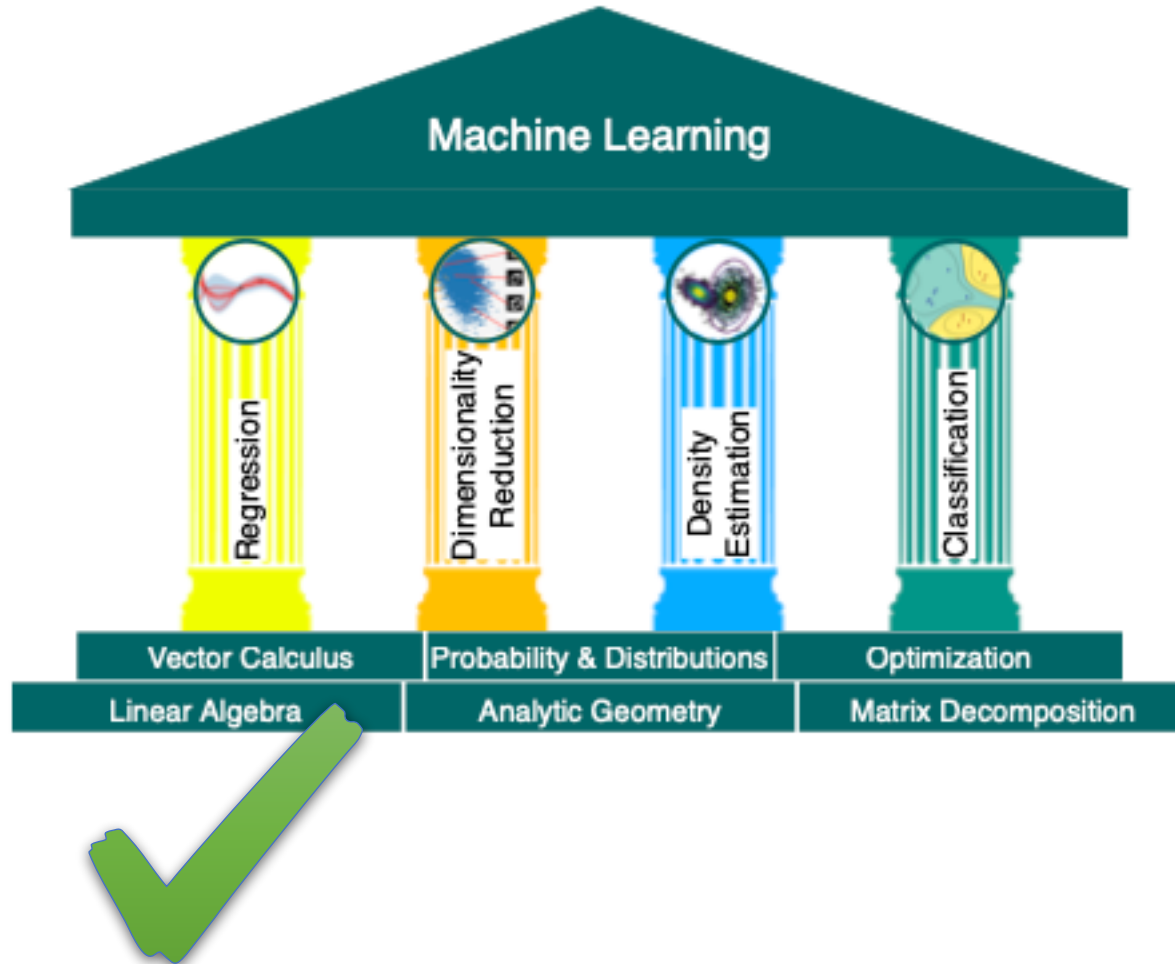 Machine Learning
Regression
Dimensionality
Reduction
Density
Estimation
Classification
Vector Calculus
Probability & Distributions
Optimization
Linear Algebra
Analytic Geometry
Matrix Decomposition